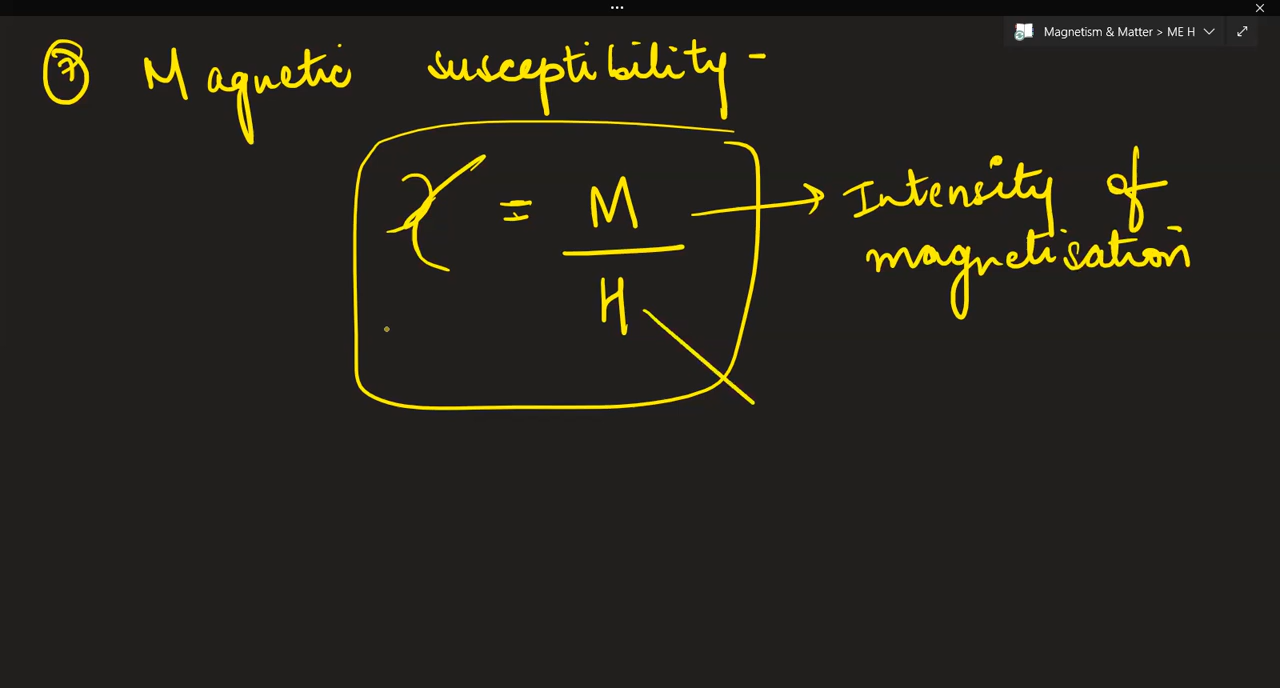 Magnetism & Matter > ME H
⑦ Magnetic susceptibility -
χ = M / H → Intensity of
magnetisation